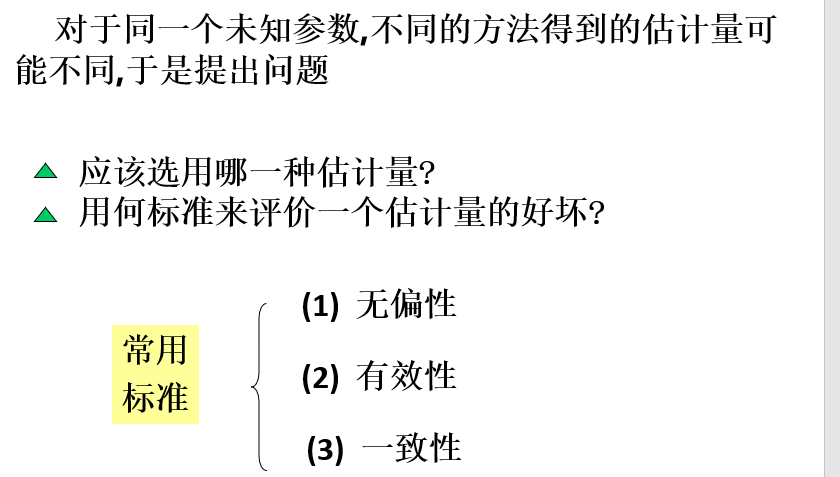 对于同一个未知参数,不同的方法得到的估计量可
能不同,于是提出问题
应该选用哪一种估计量?
用何标准来评价一个估计量的好坏?
常用
标准
(1) 无偏性
(2) 有效性
(3) 一致性